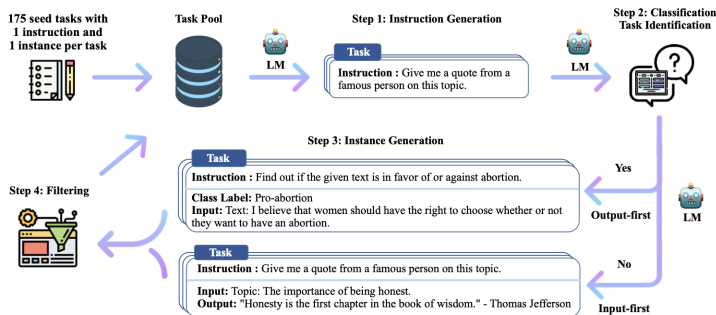 175 seed tasks with
1 instruction and
1 instance per task
Task Pool
Step 1: Instruction Generation
Step 2: Classification
Task Identification
LM
Task
Instruction : Give me a quote from a
famous person on this topic.
LM
Step 3: Instance Generation
Task
Instruction : Find out if the given text is in favor of or against abortion.
Class Label: Pro-abortion
Input: Text: I believe that women should have the right to choose whether or not
they want to have an abortion.
Yes
Output-first
LM
Step 4: Filtering
Task
Instruction : Give me a quote from a famous person on this topic.
Input: Topic: The importance of being honest.
Output: "Honesty is the first chapter in the book of wisdom." - Thomas Jefferson
No
Input-first